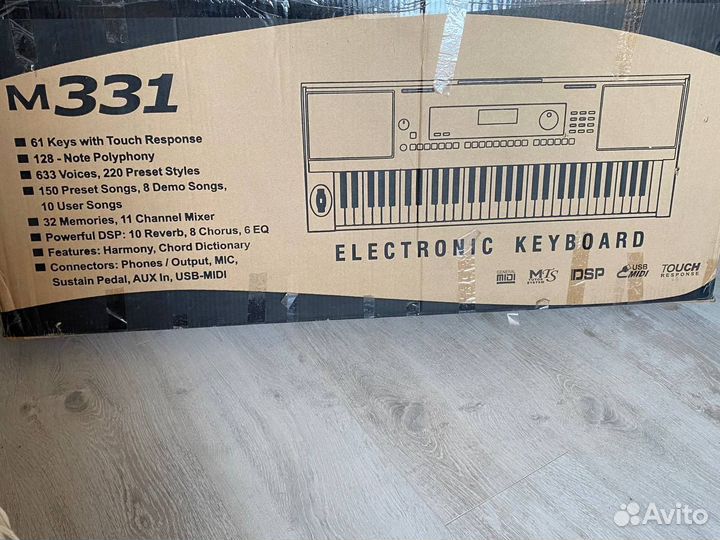 M331
61 Keys with Touch Response
128 - Note Polyphony
633 Voices, 220 Preset Styles
150 Preset Songs, 8 Demo Songs,
10 User Songs
32 Memories, 11 Channel Mixer
Powerful DSP: 10 Reverb, 8 Chorus, 6 EQ
Features: Harmony, Chord Dictionary
Connectors: Phones / Output, MIC,
Sustain Pedal, AUX In, USB-MIDI
ELECTRONIC KEYBOARD
GENERAL
MIDI
DSP
USB
MIDI
TOUCH
RESPONSE
Avito